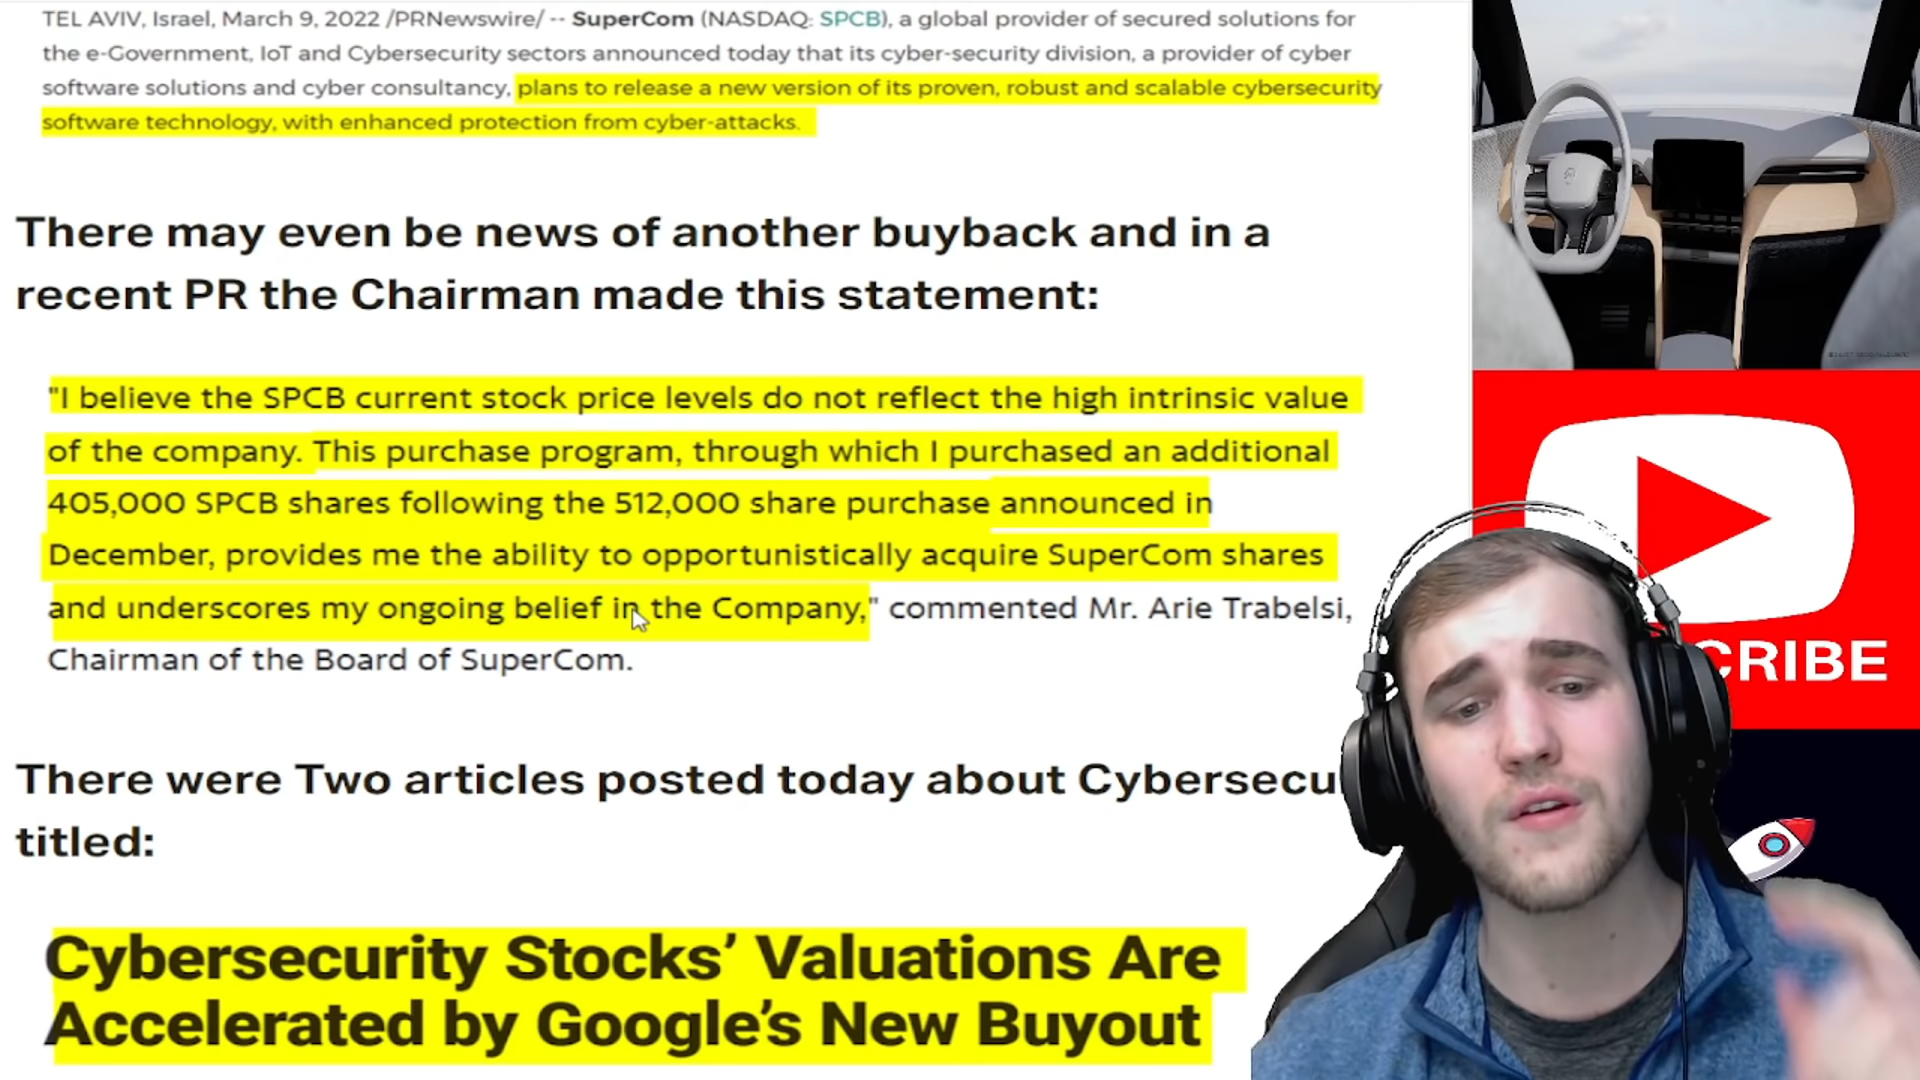 TEL AVIV, Israel, March 9, 2022 /PRNewswire/ -- SuperCom (NASDAQ: SPCB), a global provider of secured solutions for
the e-Government, IoT and Cybersecurity sectors announced today that its cyber-security division, a provider of cyber
software solutions and cyber consultancy, plans to release a new version of its proven, robust and scalable cybersecurity
software technology, with enhanced protection from cyber-attacks.
There may even be news of another buyback and in a
recent PR the Chairman made this statement:
"I believe the SPCB current stock price levels do not reflect the high intrinsic value
of the company. This purchase program, through which I purchased an additional
405,000 SPCB shares following the 512,000 share purchase announced in
December, provides me the ability to opportunistically acquire SuperCom shares
and underscores my ongoing belief in the Company," commented Mr. Arie Trabelsi,
Chairman of the Board of SuperCom.
There were Two articles posted today about Cybersecu
titled:
Cybersecurity Stocks’ Valuations Are
Accelerated by Google’s New Buyout
CRIBE